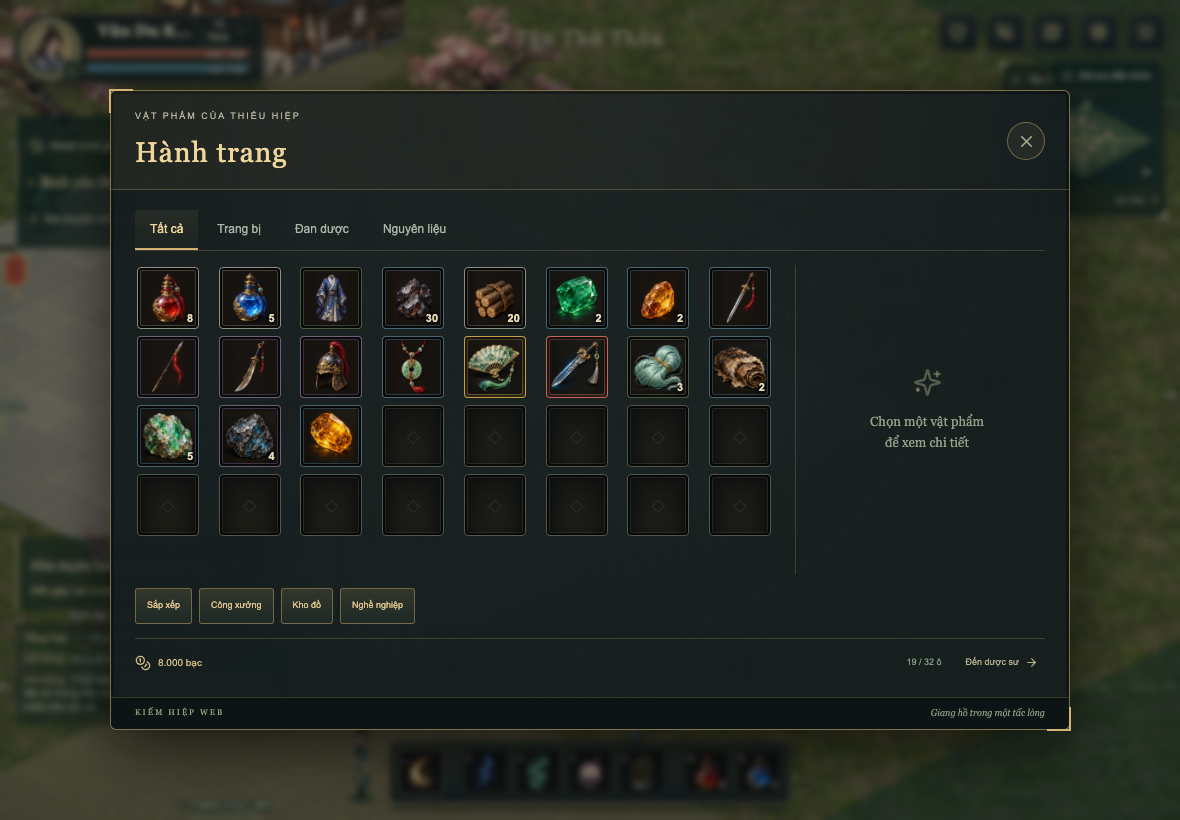 VẬT PHẨM CỦA THIẾU HIỆP
Hành trang
Tất cả
Trang bị
Đan dược
Nguyên liệu
8
5
30
20
2
2
3
2
5
4
Chọn một vật phẩm
để xem chi tiết
Sắp xếp
Công xưởng
Kho đồ
Nghề nghiệp
8.000 bạc
19 / 32 ô
Đến dược sư
KIẾM HIỆP WEB
Giang hồ trong một tấc lòng